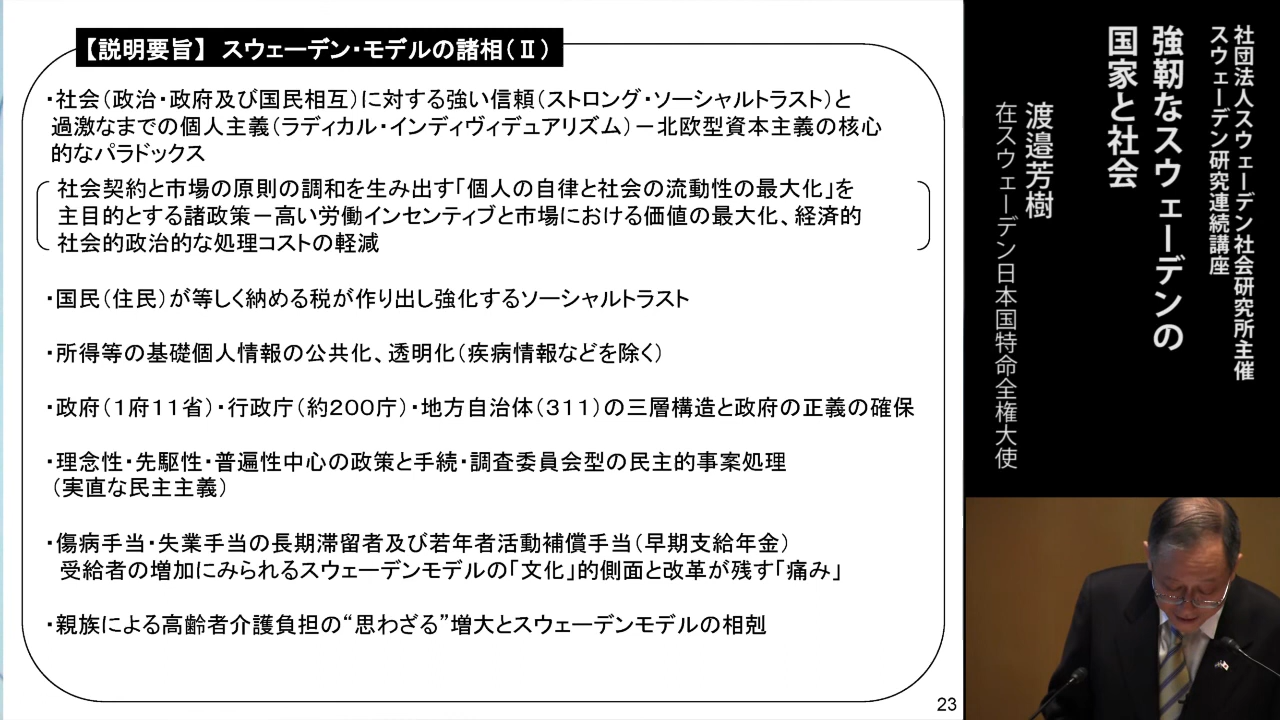 【説明要旨】 スウェーデン・モデルの諸相(Ⅱ)
・社会(政治・政府及び国民相互)に対する強い信頼(ストロング・ソーシャルトラスト)と
過激なまでの個人主義(ラディカル・インディヴィデュアリズム)－北欧型資本主義の核心
的なパラドックス
社会契約と市場の原則の調和を生み出す「個人の自律と社会の流動性の最大化」を
主目的とする諸政策－高い労働インセンティブと市場における価値の最大化、経済的
社会的政治的な処理コストの軽減
・国民(住民)が等しく納める税が作り出し強化するソーシャルトラスト
・所得等の基礎個人情報の公共化、透明化(疾病情報などを除く)
・政府(1府11省)・行政庁(約200庁)・地方自治体(311)の三層構造と政府の正義の確保
・理念性・先駆性・普遍性中心の政策と手続・調査委員会型の民主的事案処理
(実直な民主主義)
・傷病手当・失業手当の長期滞留者及び若年者活動補償手当(早期支給年金)
受給者の増加にみられるスウェーデンモデルの「文化」的側面と改革が残す「痛み」
・親族による高齢者介護負担の“思わざる”増大とスウェーデンモデルの相剋
23
社団法人スウェーデン社会研究所主催
スウェーデン研究連続講座
強靭なスウェーデンの
国家と社会
渡邉芳樹
在スウェーデン日本国特命全権大使